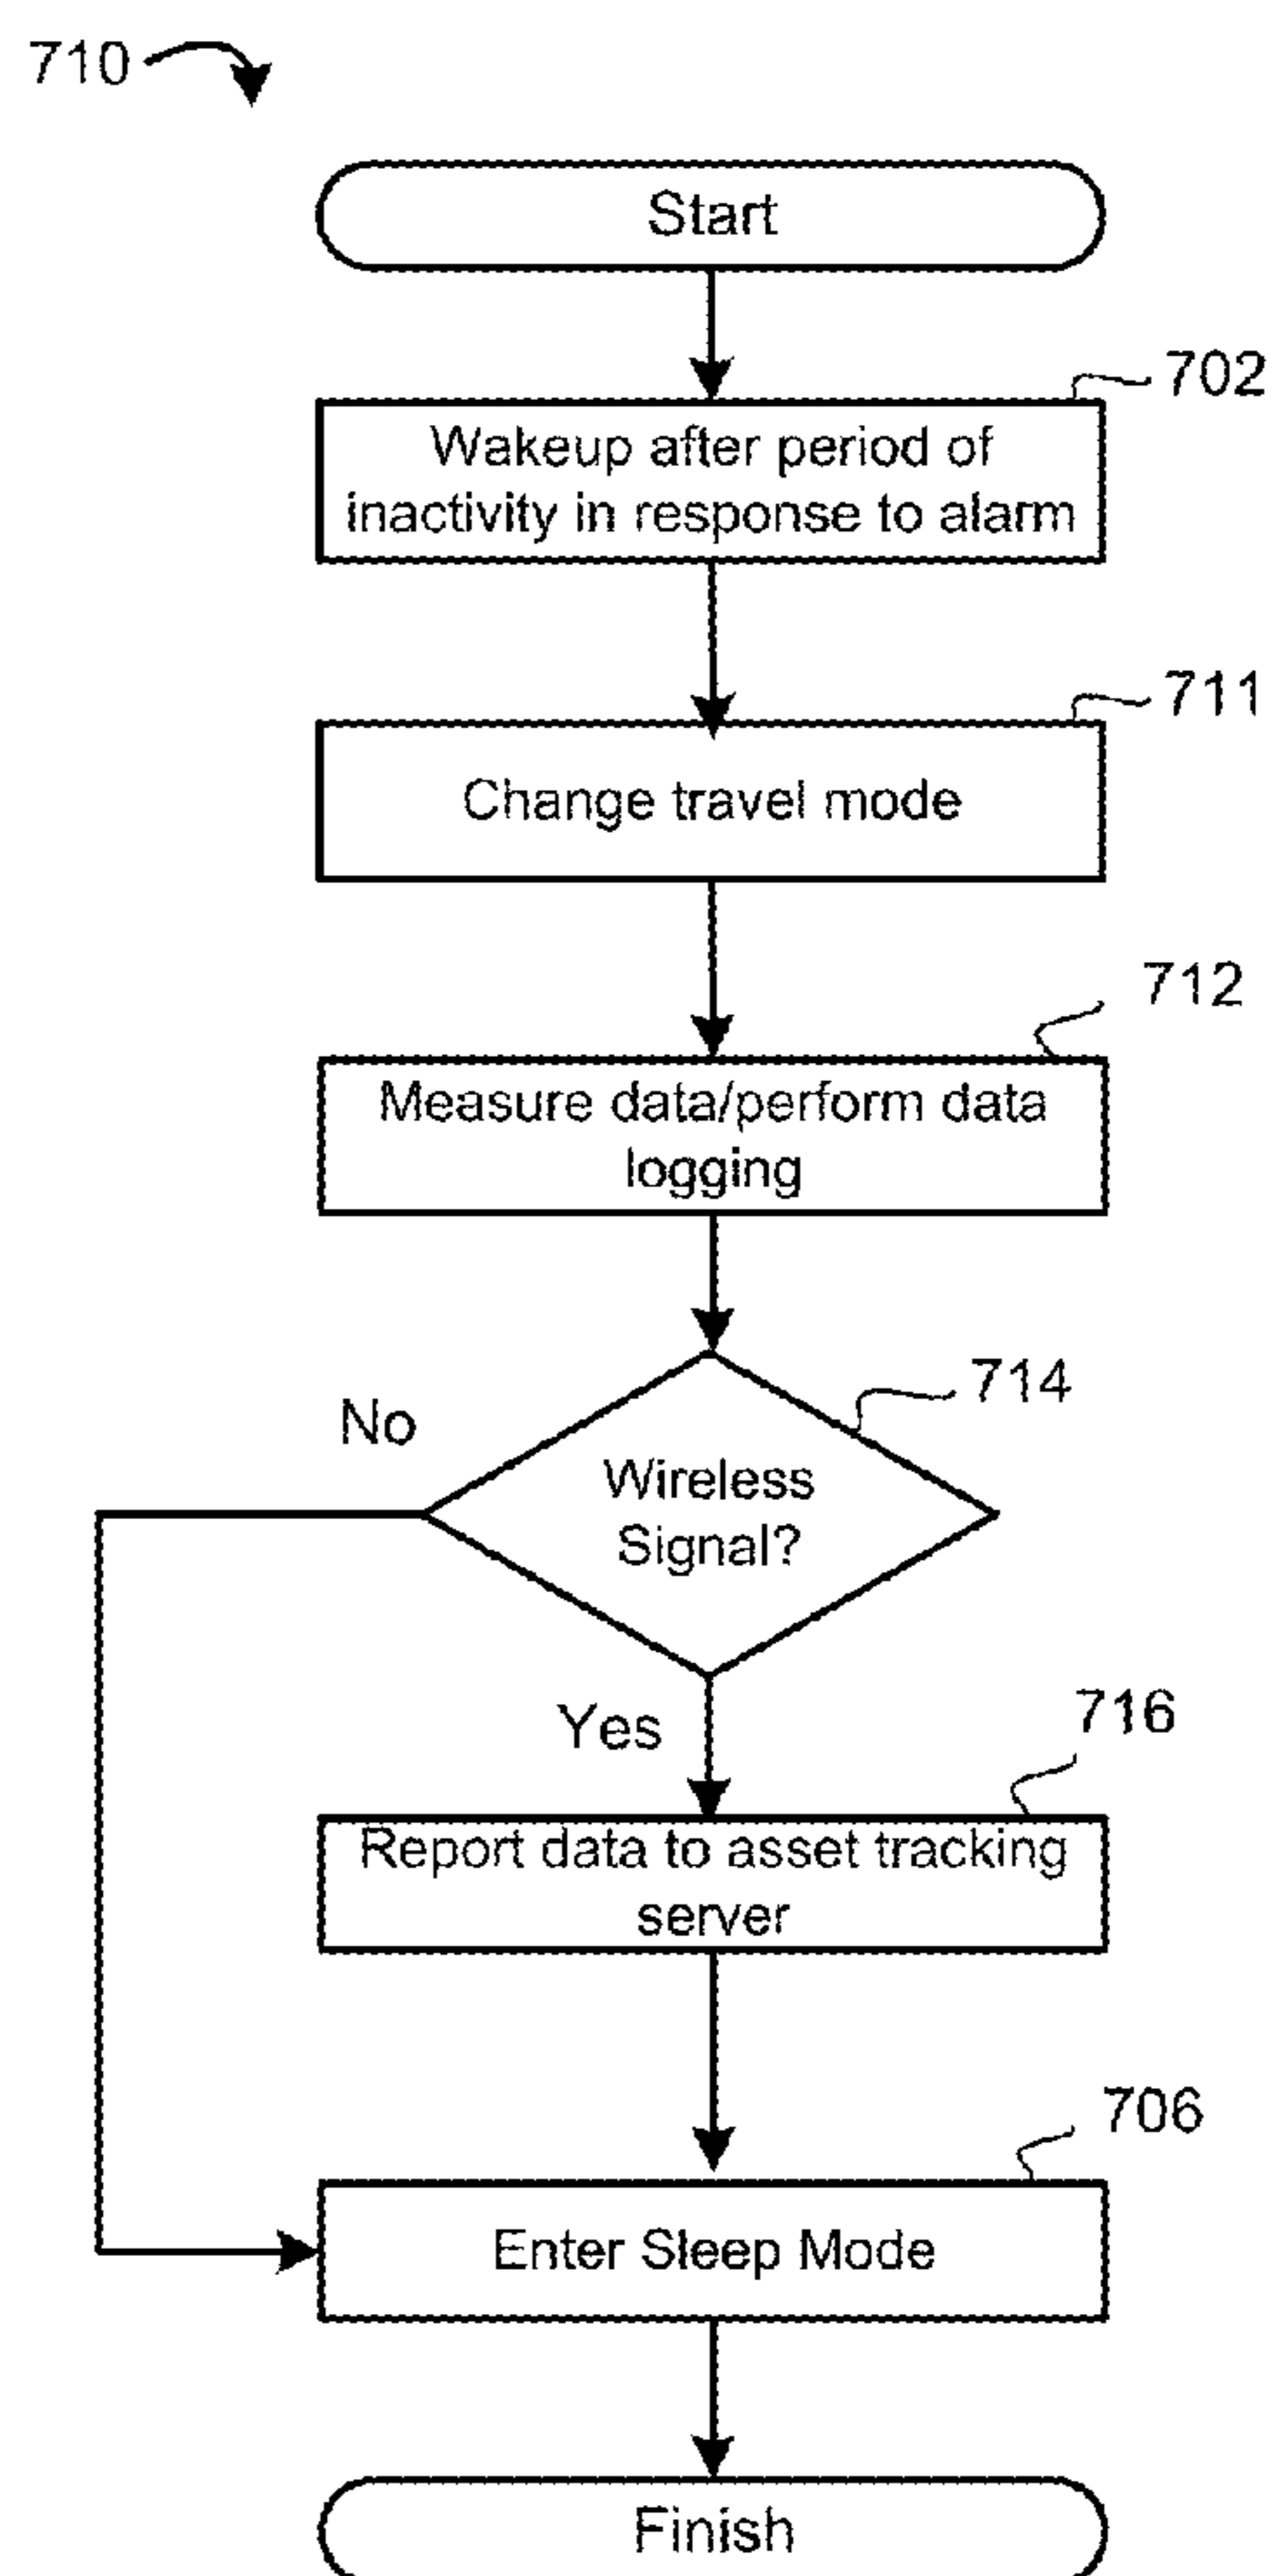 710
Start
702
Wakeup after period of
inactivity in response to alarm
711
Change travel mode
712
Measure data/perform data
logging
714
No
Wireless
Signal?
Yes
716
Report data to asset tracking
server
706
Enter Sleep Mode
Finish